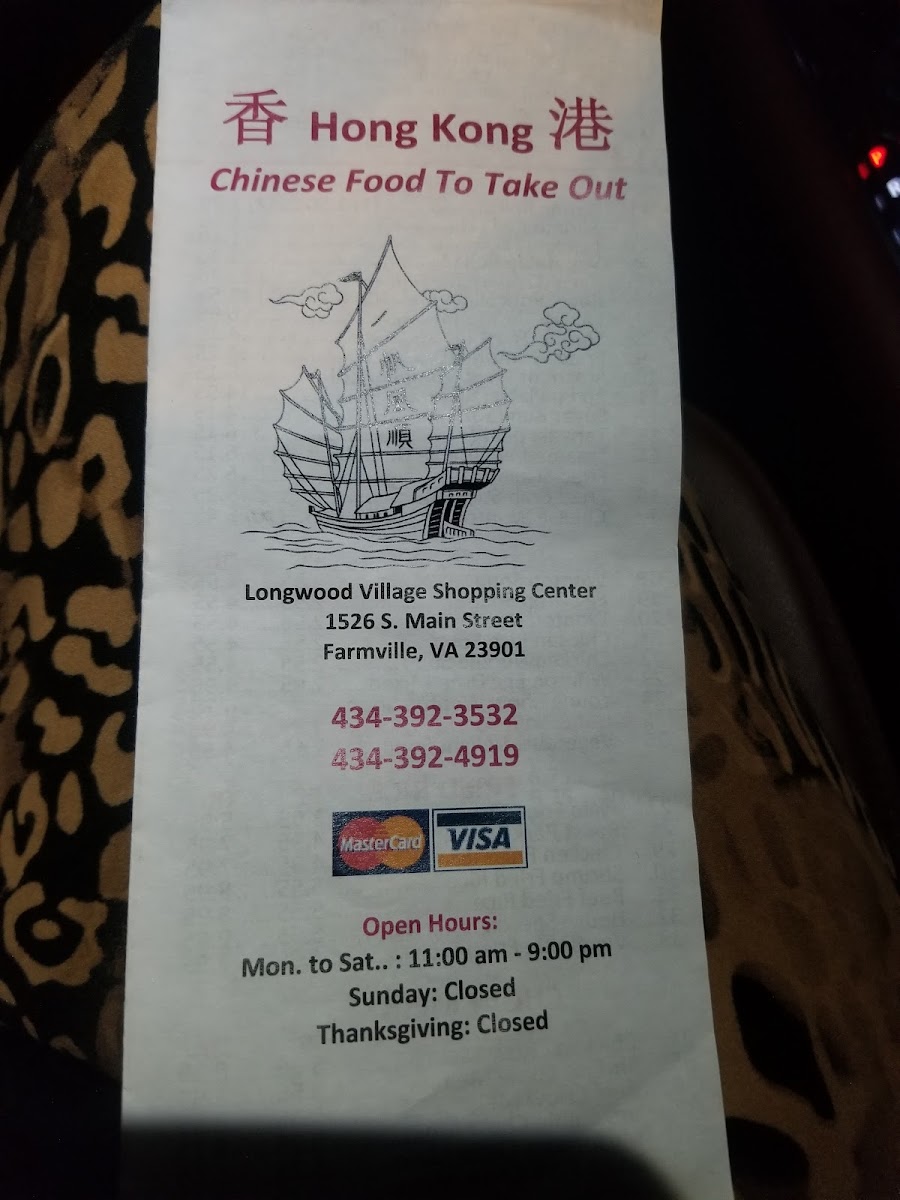 香 Hong Kong 港
Chinese Food To Take Out
順
Longwood Village Shopping Center
1526 S. Main Street
Farmville, VA 23901
434-392-3532
434-392-4919
MasterCard VISA
Open Hours:
Mon. to Sat.. : 11:00 am - 9:00 pm
Sunday: Closed
Thanksgiving: Closed